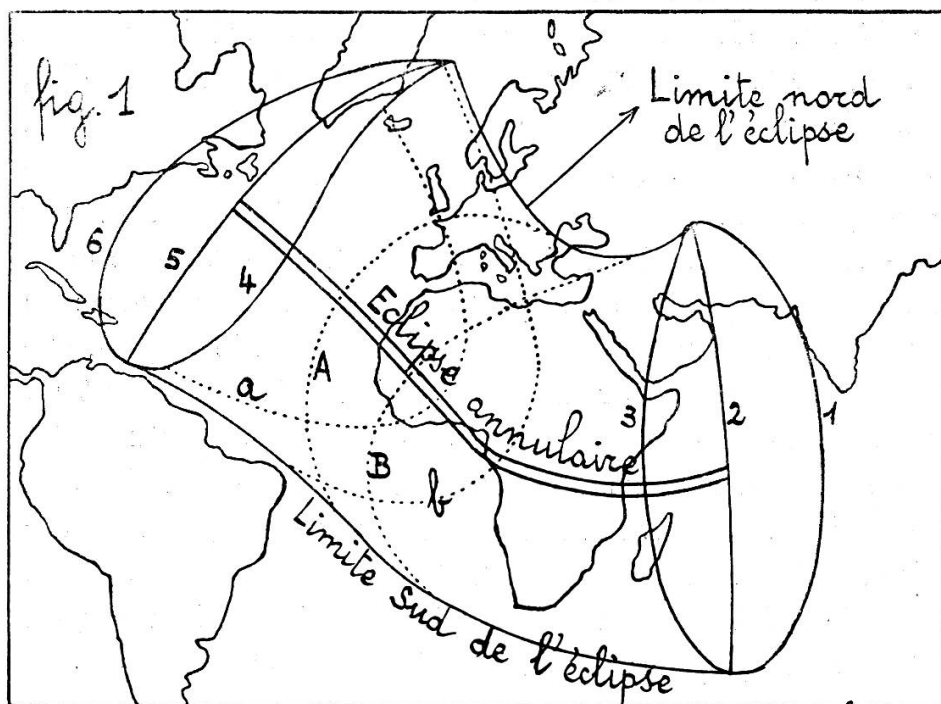 fig. 1
Limite nord
de l'éclipse
6
5
4
Eclipse
annulaire
A
a
B
b
3
2
1
Limite Sud de l'éclipse